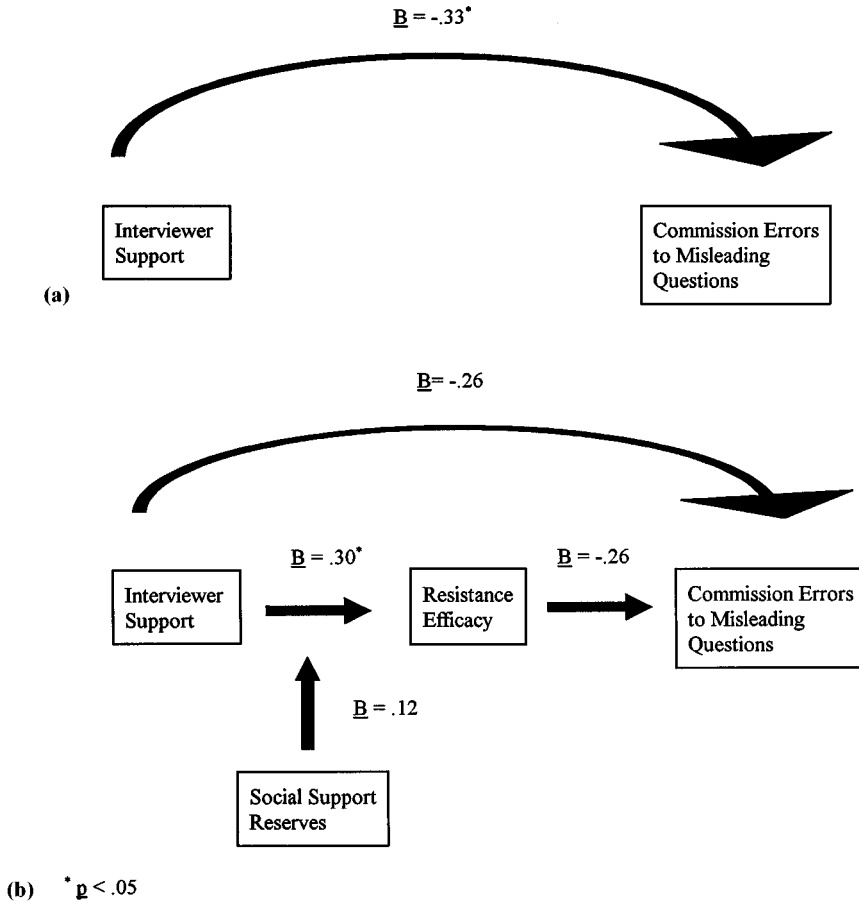 B = -.33*
Interviewer
Support
Commission Errors
to Misleading
Questions
(a)
B= -.26
B = .30*
B = -.26
Interviewer
Support
Resistance
Efficacy
Commission Errors
to Misleading
Questions
B = .12
Social Support
Reserves
(b) * p < .05